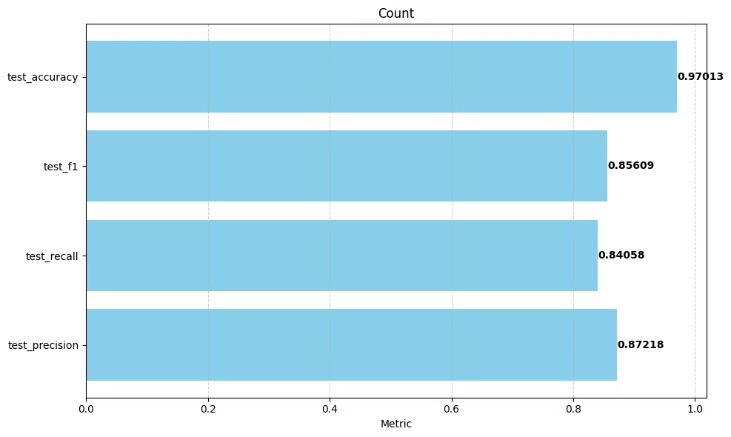 Count
test_accuracy 0.97013
test_f1 0.85609
test_recall 0.84058
test_precision 0.87218
0.0 0.2 0.4 0.6 0.8 1.0
Metric